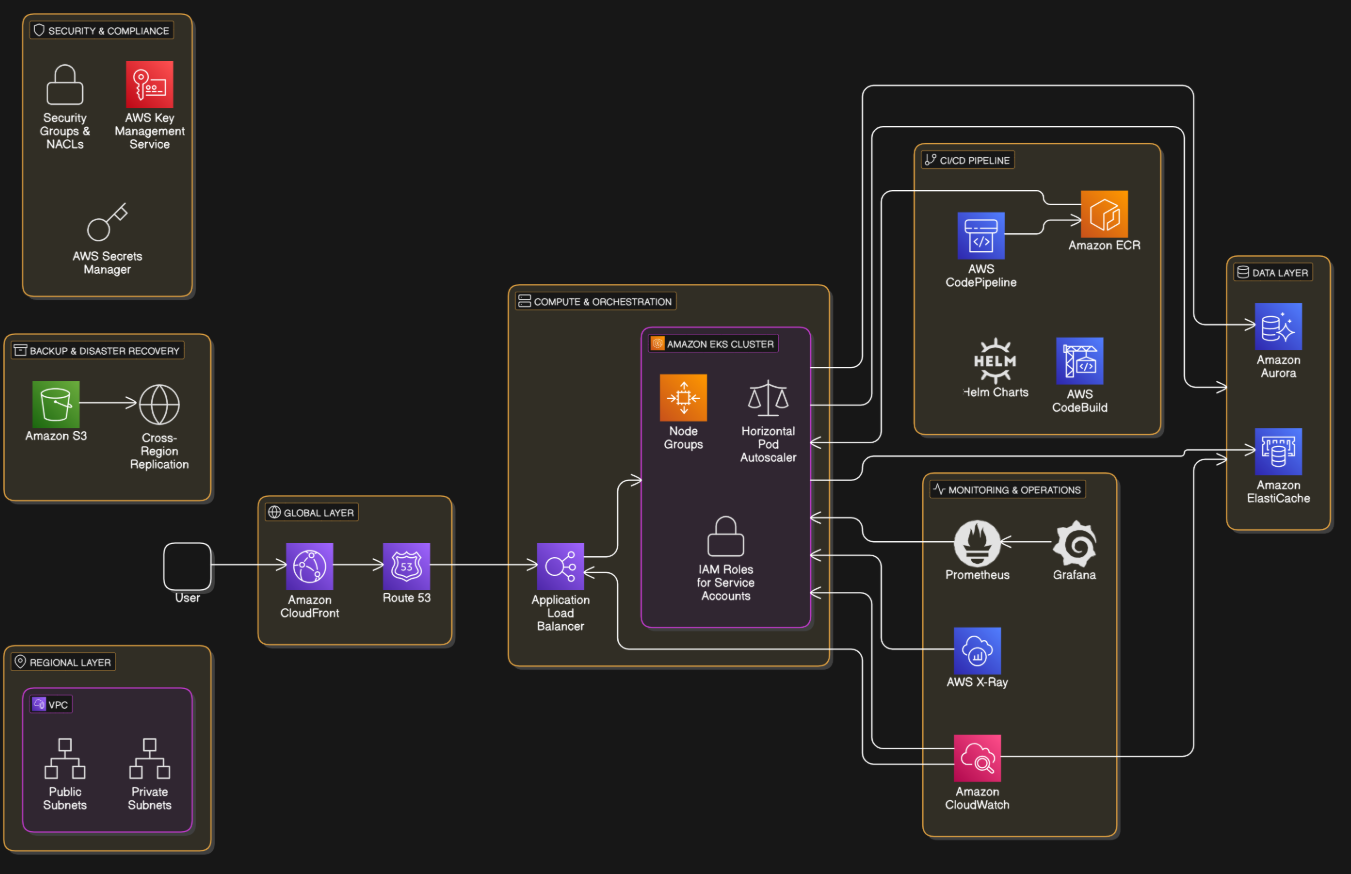 SECURITY & COMPLIANCE
Security
Groups &
NACLs
AWS Key
Management
Service
AWS Secrets
Manager
BACKUP & DISASTER RECOVERY
Amazon S3
Cross-
Region
Replication
GLOBAL LAYER
User
Amazon
CloudFront
53
Route 53
REGIONAL LAYER
VPC
Public
Subnets
Private
Subnets
COMPUTE & ORCHESTRATION
Application
Load
Balancer
AMAZON EKS CLUSTER
Node
Groups
Horizontal
Pod
Autoscaler
IAM Roles
for Service
Accounts
CI/CD PIPELINE
AWS
CodePipeline
Amazon ECR
HELM
Helm Charts
AWS
CodeBuild
MONITORING & OPERATIONS
Prometheus
Grafana
AWS X-Ray
Amazon
CloudWatch
DATA LAYER
Amazon
Aurora
Amazon
ElastiCache